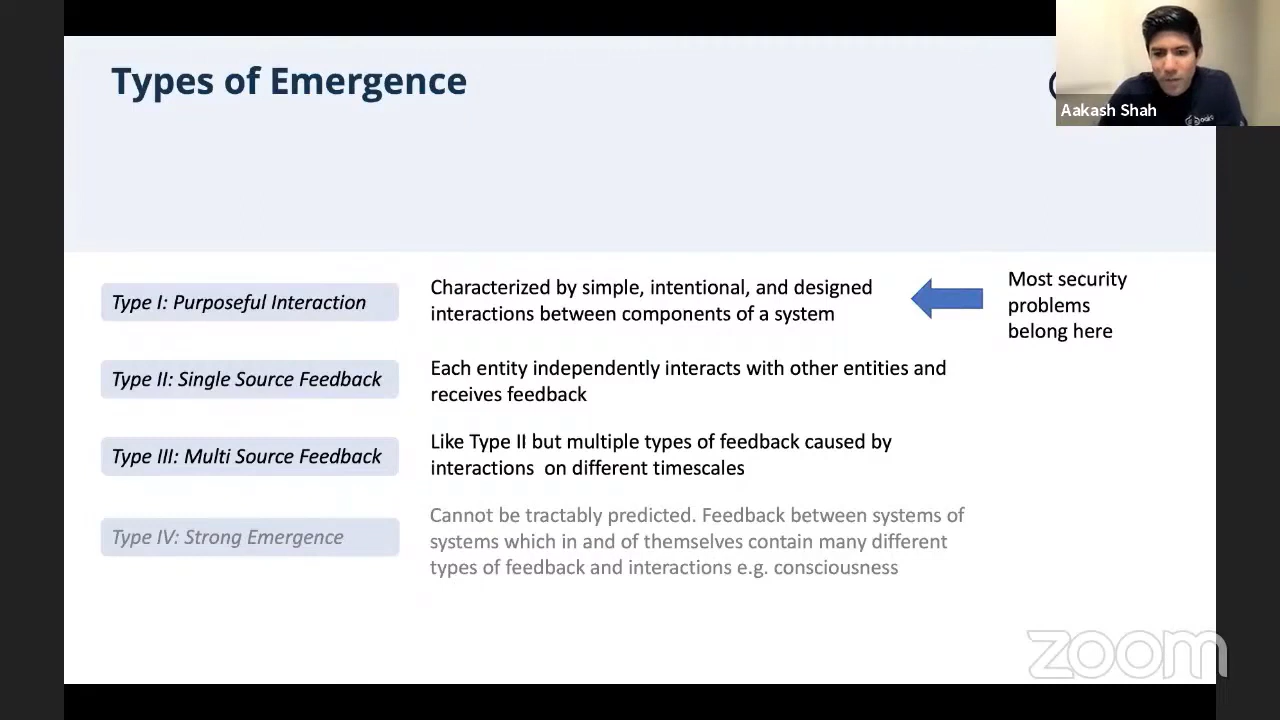 Types of Emergence
Aakash Shah
Type I: Purposeful Interaction
Characterized by simple, intentional, and designed
interactions between components of a system
Most security
problems
belong here
Type II: Single Source Feedback
Each entity independently interacts with other entities and
receives feedback
Type III: Multi Source Feedback
Like Type II but multiple types of feedback caused by
interactions on different timescales
Type IV: Strong Emergence
Cannot be tractably predicted. Feedback between systems of
systems which in and of themselves contain many different
types of feedback and interactions e.g. consciousness
zoom